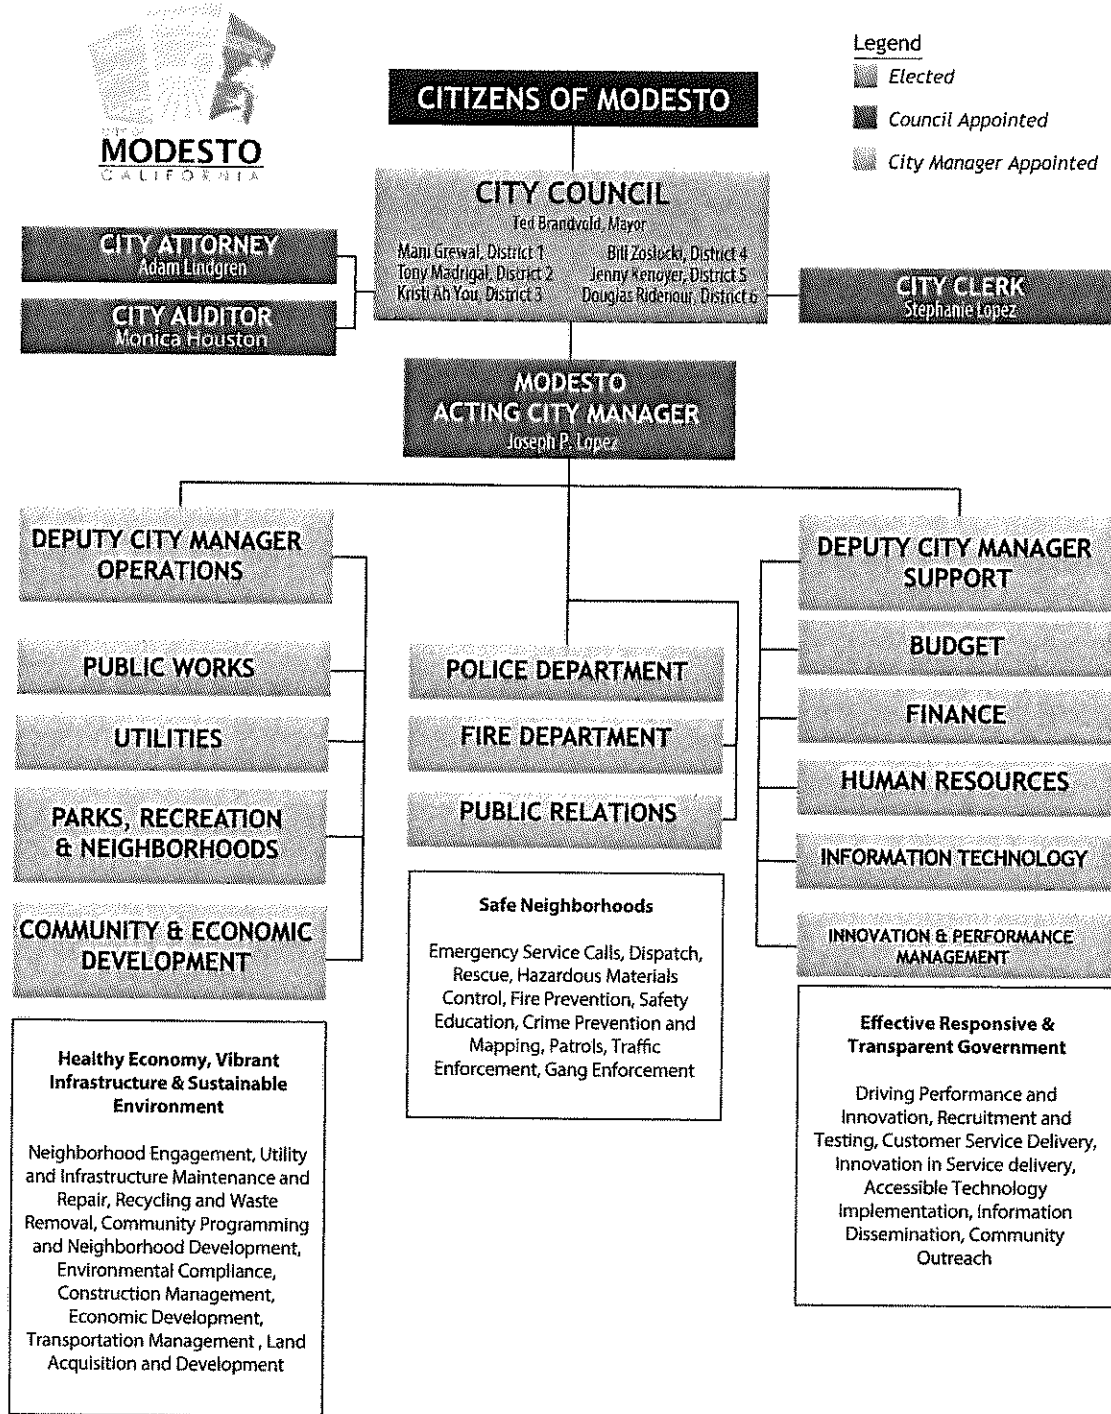 CITY OF
MODESTO
CALIFORNIA
Legend
Elected
Council Appointed
City Manager Appointed
CITIZENS OF MODESTO
CITY COUNCIL
Ted Brandvold, Mayor
Mani Grewal, District 1
Bill Zoslocki, District 4
Tony Madrigal, District 2
Jenny Kenoyer, District 5
Kristi Ah You, District 3
Douglas Ridenour, District 6
CITY ATTORNEY
Adam Lindgren
CITY AUDITOR
Monica Houston
CITY CLERK
Stephanie Lopez
MODESTO
ACTING CITY MANAGER
Joseph P. Lopez
DEPUTY CITY MANAGER
OPERATIONS
PUBLIC WORKS
UTILITIES
PARKS, RECREATION
& NEIGHBORHOODS
COMMUNITY & ECONOMIC
DEVELOPMENT
Healthy Economy, Vibrant
Infrastructure & Sustainable
Environment
Neighborhood Engagement, Utility
and Infrastructure Maintenance and
Repair, Recycling and Waste
Removal, Community Programming
and Neighborhood Development,
Environmental Compliance,
Construction Management,
Economic Development,
Transportation Management , Land
Acquisition and Development
POLICE DEPARTMENT
FIRE DEPARTMENT
PUBLIC RELATIONS
Safe Neighborhoods
Emergency Service Calls, Dispatch,
Rescue, Hazardous Materials
Control, Fire Prevention, Safety
Education, Crime Prevention and
Mapping, Patrols, Traffic
Enforcement, Gang Enforcement
DEPUTY CITY MANAGER
SUPPORT
BUDGET
FINANCE
HUMAN RESOURCES
INFORMATION TECHNOLOGY
INNOVATION & PERFORMANCE
MANAGEMENT
Effective Responsive &
Transparent Government
Driving Performance and
Innovation, Recruitment and
Testing, Customer Service Delivery,
Innovation in Service delivery,
Accessible Technology
Implementation, Information
Dissemination, Community
Outreach